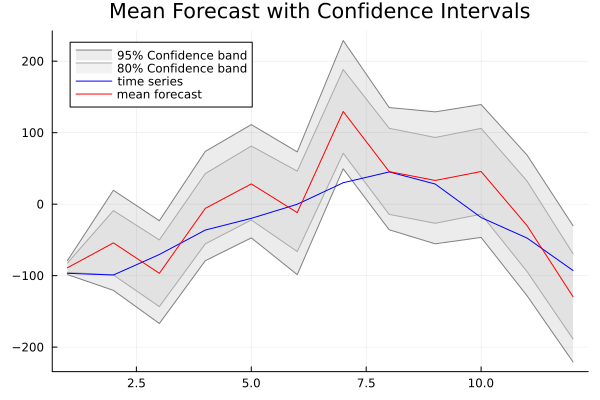 Mean Forecast with Confidence Intervals
95% Confidence band
80% Confidence band
time series
mean forecast
200
100
0
−100
−200
2.5 5.0 7.5 10.0